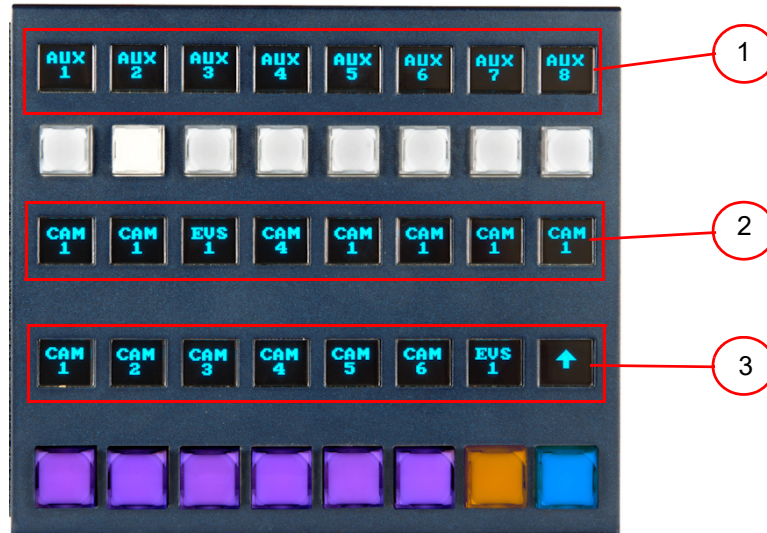 AUX 1 AUX 2 AUX 3 AUX 4 AUX 5 AUX 6 AUX 7 AUX 8
1
CAM 1 CAM 1 EVS 1 CAM 4 CAM 1 CAM 1 CAM 1 CAM 1
2
CAM 1 CAM 2 CAM 3 CAM 4 CAM 5 CAM 6 EVS 1
3